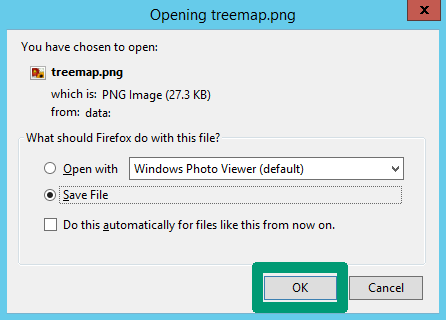 Opening treemap.png
x
You have chosen to open:
treemap.png
which is: PNG Image (27.3 KB)
from: data:
What should Firefox do with this file?
Open with Windows Photo Viewer (default)
Save File
Do this automatically for files like this from now on.
OK Cancel